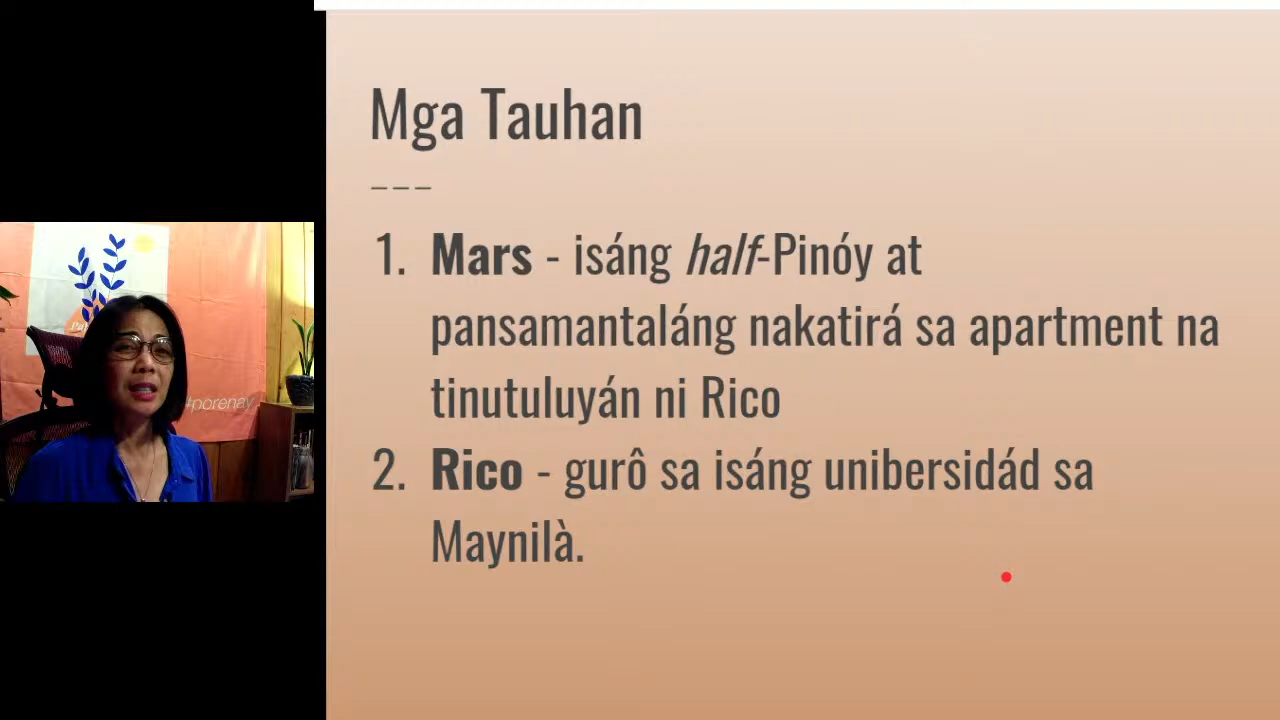 Mga Tauhan
---
1. Mars - isáng half-Pinóy at
pansamantaláng nakatirá sa apartment na
tinutuluyán ni Rico
2. Rico - gurô sa isáng unibersidád sa
Maynilà.
#porenay